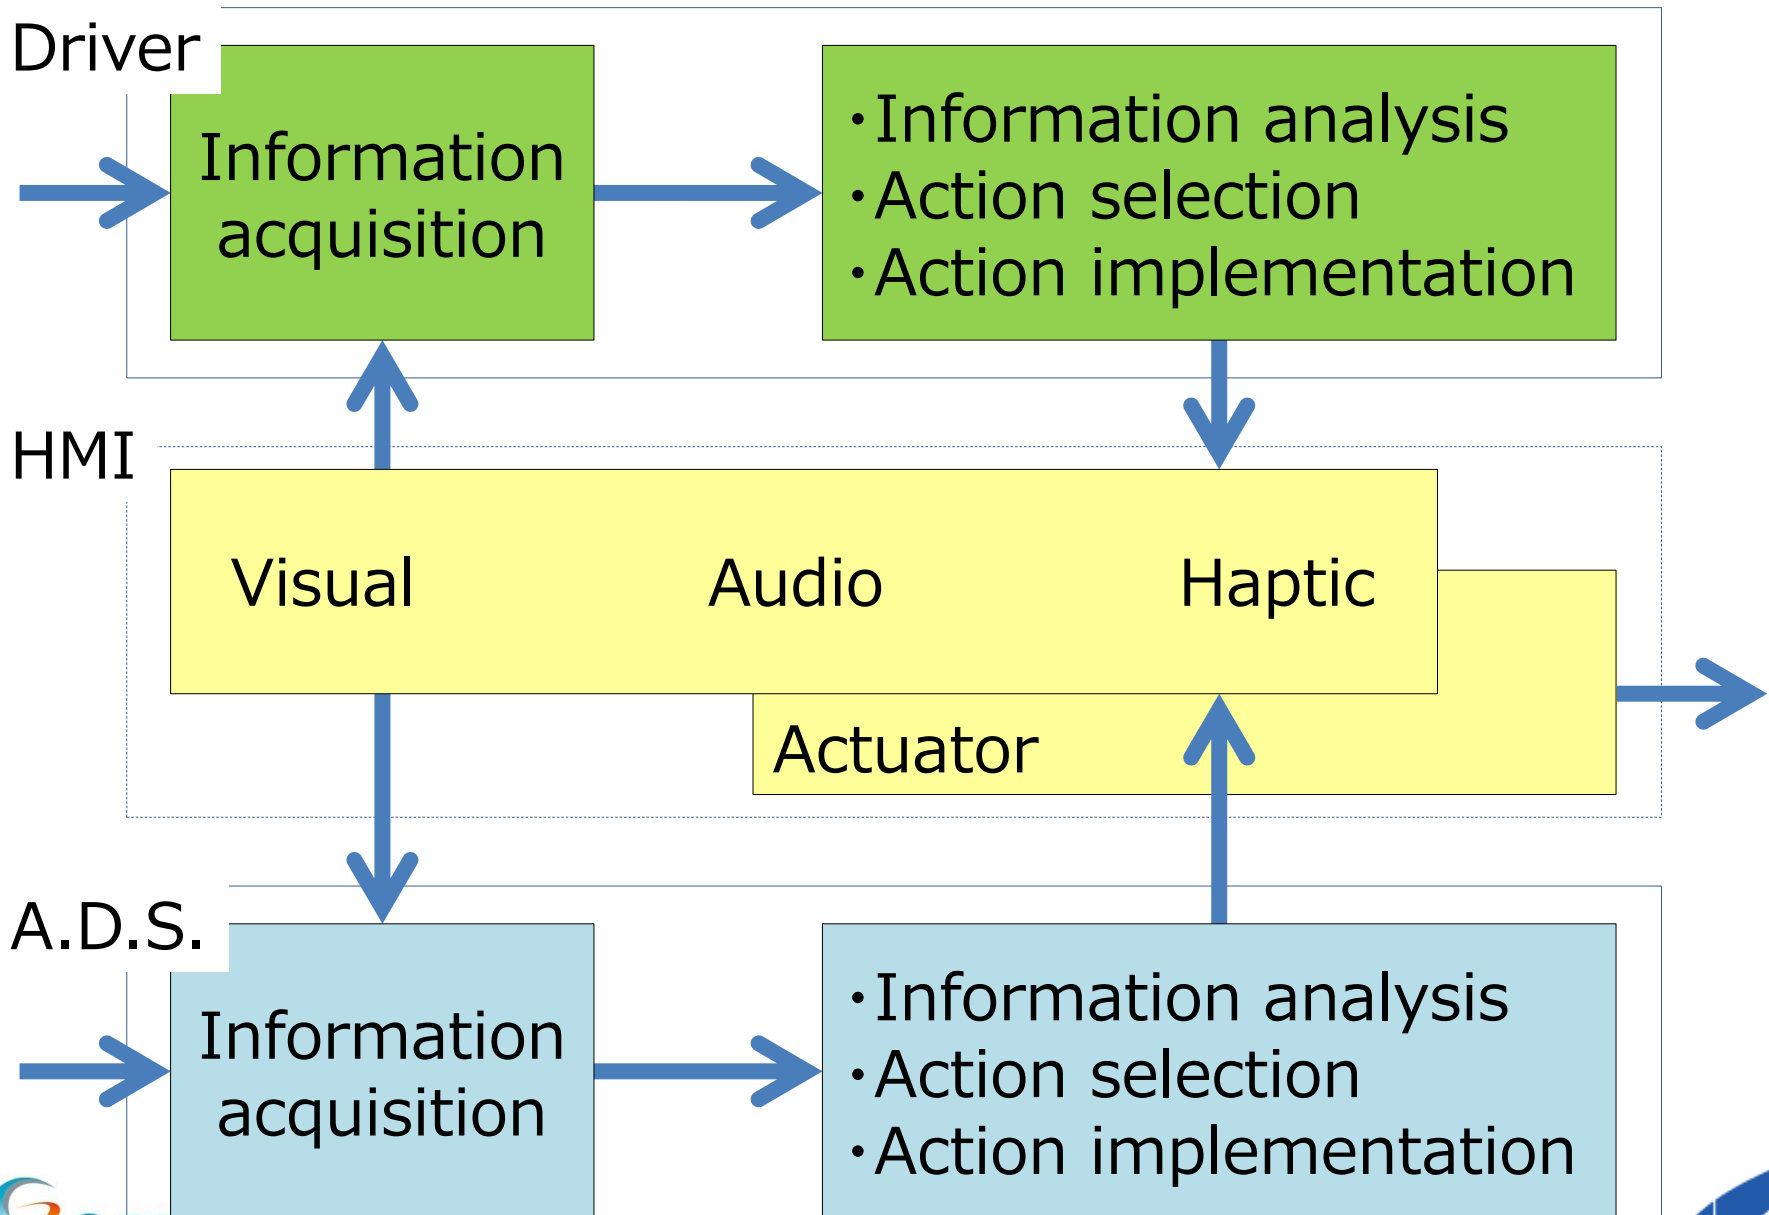 Driver
Information
acquisition
・Information analysis
・Action selection
・Action implementation
HMI
Visual
Audio
Haptic
Actuator
A.D.S.
Information
acquisition
・Information analysis
・Action selection
・Action implementation